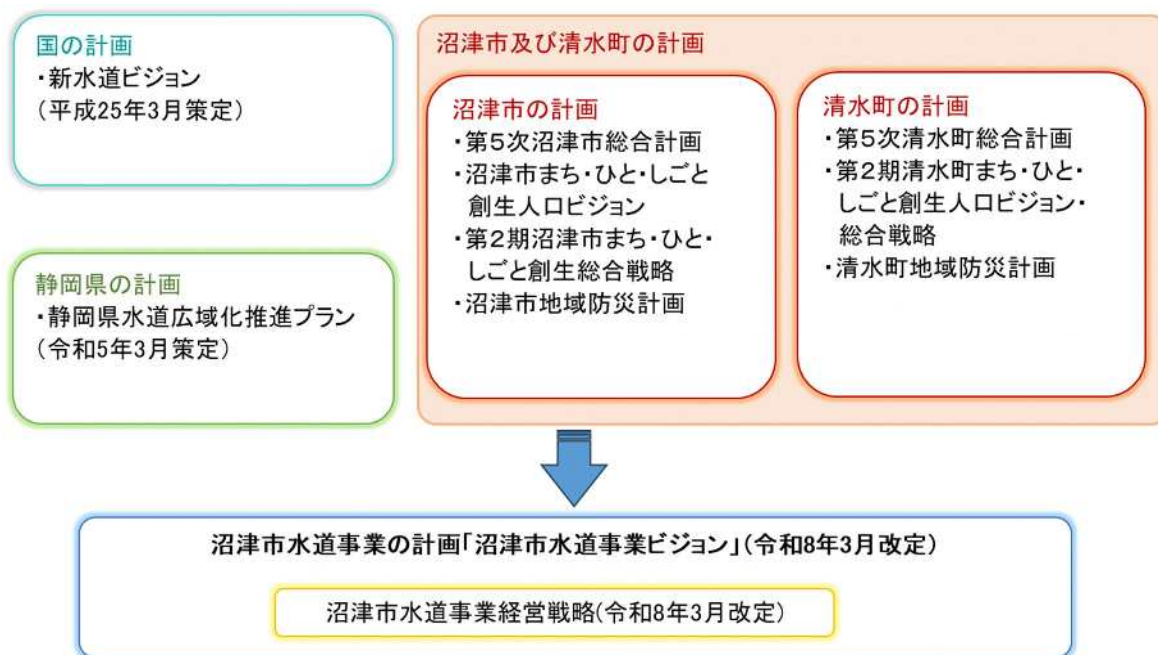 国の計画
・新水道ビジョン
(平成25年3月策定)
静岡県の計画
・静岡県水道広域化推進プラン
(令和5年3月策定)
沼津市及び清水町の計画
沼津市の計画
・第5次沼津市総合計画
・沼津市まち・ひと・しごと
創生人口ビジョン
・第2期沼津市まち・ひと・
しごと創生総合戦略
・沼津市地域防災計画
清水町の計画
・第5次清水町総合計画
・第2期清水町まち・ひと・
しごと創生人口ビジョン・
総合戦略
・清水町地域防災計画
沼津市水道事業の計画「沼津市水道事業ビジョン」(令和8年3月改定)
沼津市水道事業経営戦略(令和8年3月改定)